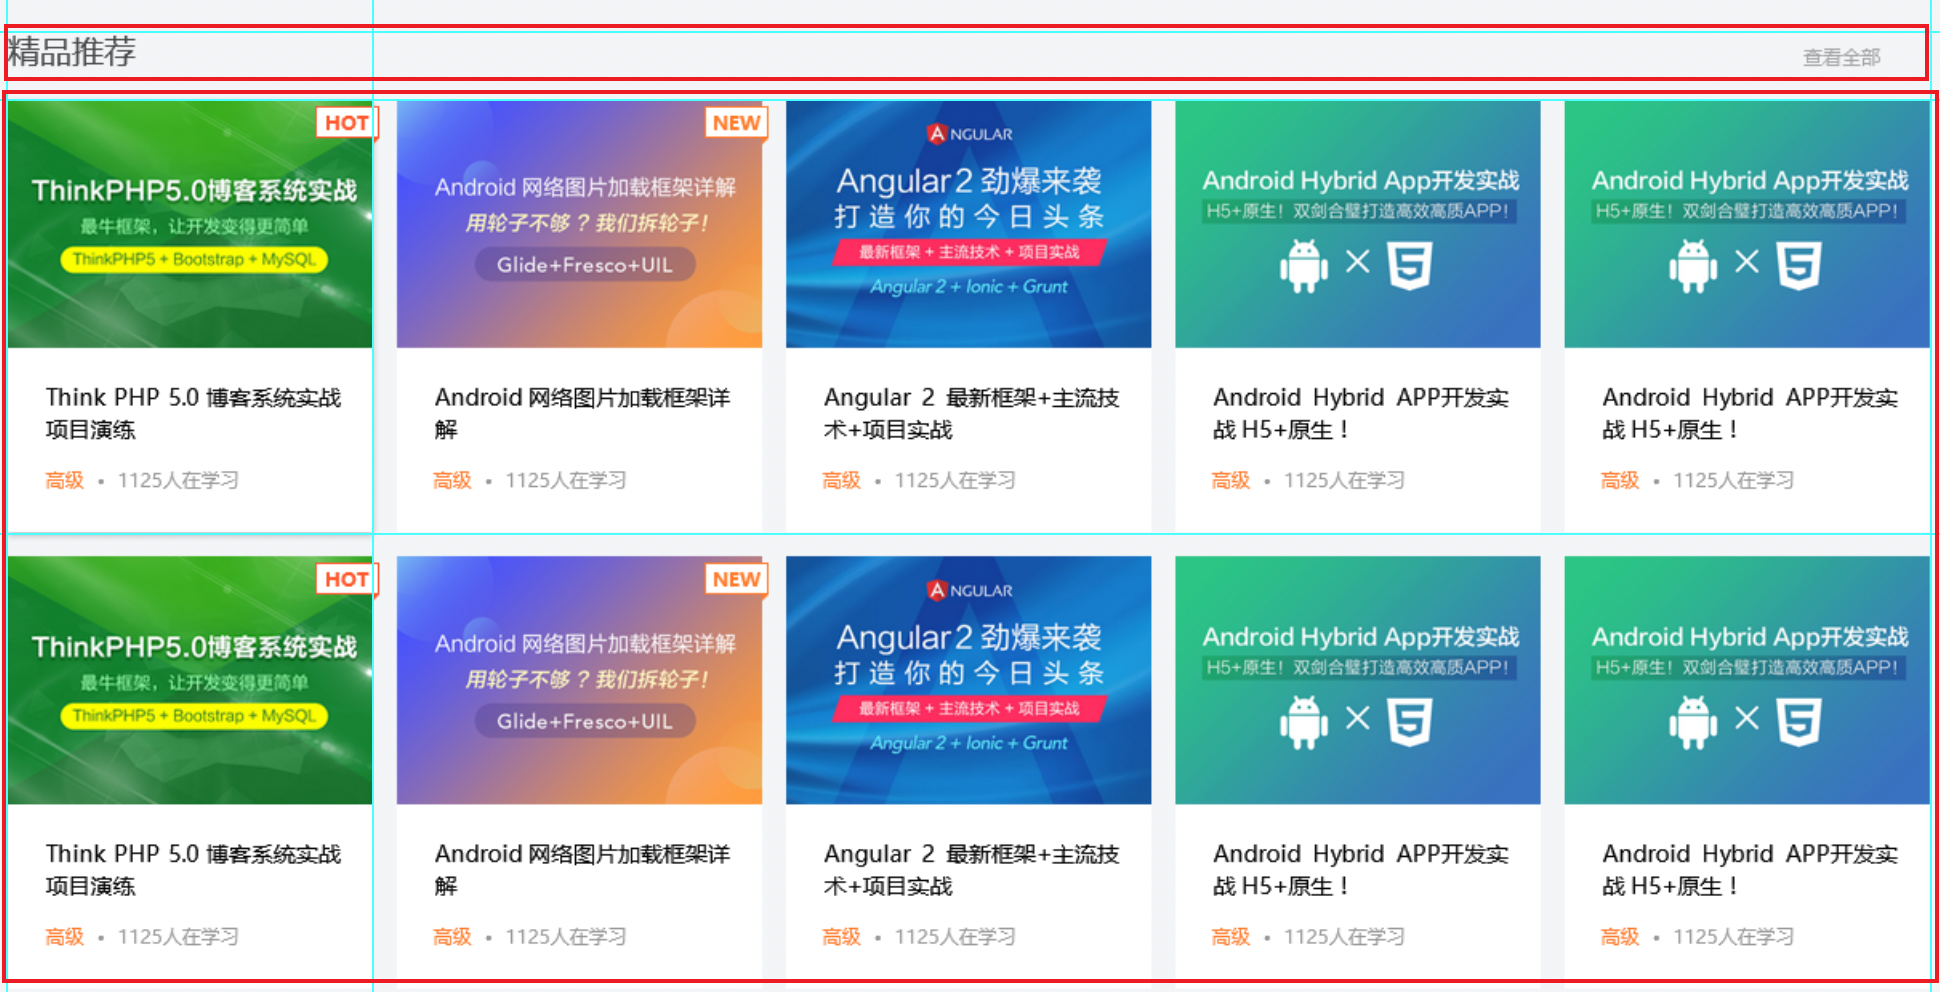 精品推荐
查看全部
HOT
ThinkPHP5.0博客系统实战
最牛框架，让开发变得更简单
ThinkPHP5 + Bootstrap + MySQL
Think PHP 5.0 博客系统实战
项目演练
高级 • 1125人在学习
NEW
Android 网络图片加载框架详解
用轮子不够？我们拆轮子！
Glide+Fresco+UIL
Android 网络图片加载框架详
解
高级 • 1125人在学习
ANGULAR
Angular 2 劲爆来袭
打造你的今日头条
最新框架 + 主流技术 + 项目实战
Angular 2 + Ionic + Grunt
Angular 2 最新框架+主流技
术+项目实战
高级 • 1125人在学习
Android Hybrid App开发实战
H5+原生！双剑合璧打造高效高质APP！
×
5
Android Hybrid APP开发实
战 H5+原生！
高级 • 1125人在学习
Android Hybrid App开发实战
H5+原生！双剑合璧打造高效高质APP！
×
5
Android Hybrid APP开发实
战 H5+原生！
高级 • 1125人在学习
HOT
ThinkPHP5.0博客系统实战
最牛框架，让开发变得更简单
ThinkPHP5 + Bootstrap + MySQL
Think PHP 5.0 博客系统实战
项目演练
高级 • 1125人在学习
NEW
Android 网络图片加载框架详解
用轮子不够？我们拆轮子！
Glide+Fresco+UIL
Android 网络图片加载框架详
解
高级 • 1125人在学习
ANGULAR
Angular 2 劲爆来袭
打造你的今日头条
最新框架 + 主流技术 + 项目实战
Angular 2 + Ionic + Grunt
Angular 2 最新框架+主流技
术+项目实战
高级 • 1125人在学习
Android Hybrid App开发实战
H5+原生！双剑合璧打造高效高质APP！
×
5
Android Hybrid APP开发实
战 H5+原生！
高级 • 1125人在学习
Android Hybrid App开发实战
H5+原生！双剑合璧打造高效高质APP！
×
5
Android Hybrid APP开发实
战 H5+原生！
高级 • 1125人在学习